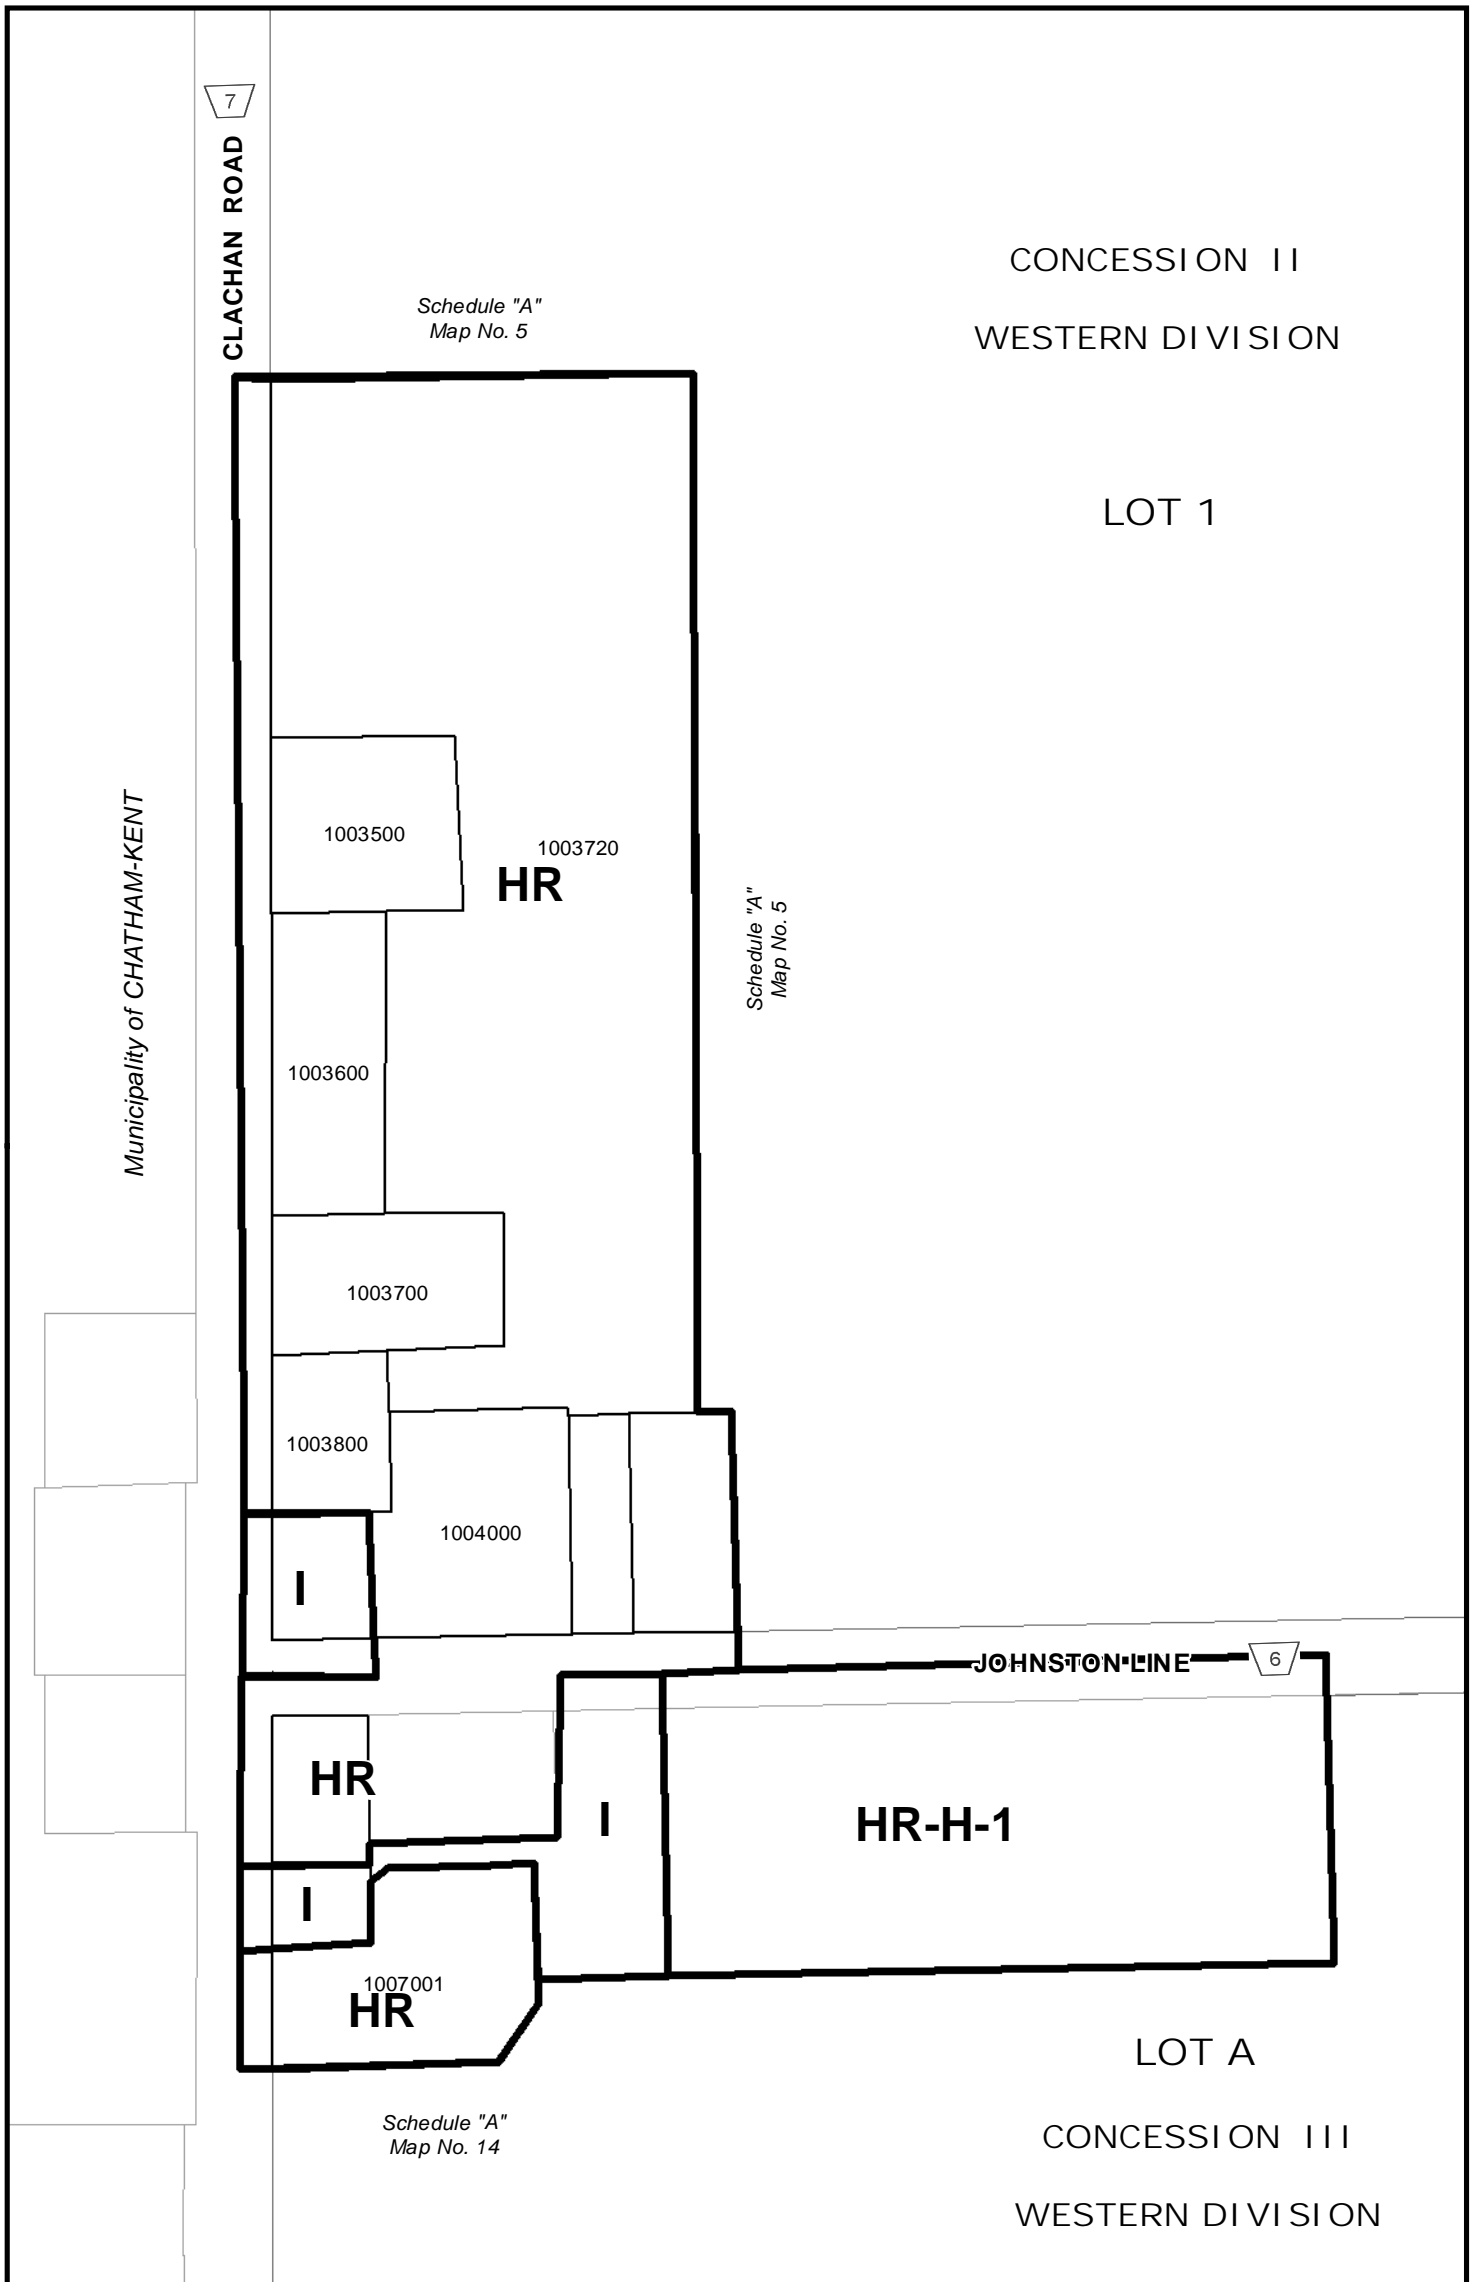 7
CLACHAN ROAD
CONCESSION II
WESTERN DIVISION
Schedule "A"
Map No. 5
LOT 1
Municipality of CHATHAM-KENT
1003500
1003720
HR
Schedule "A"
Map No. 5
1003600
1003700
1003800
1004000
I
JOHNSTON LINE
6
HR
I
HR-H-1
I
1007001
HR
LOT A
Schedule "A"
Map No. 14
CONCESSION III
WESTERN DIVISION